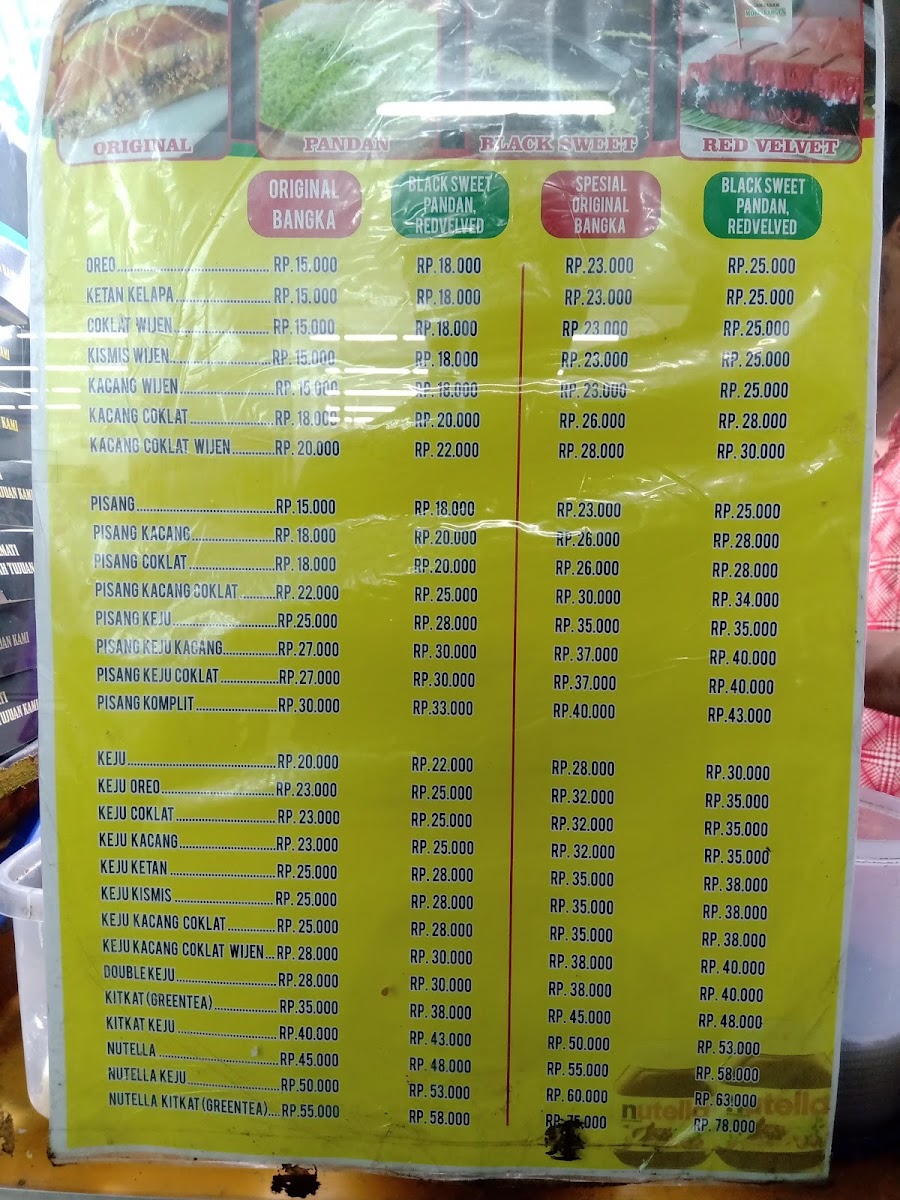 ORIGINAL PANDAN BLACK SWEET RED VELVET
ORIGINAL BANGKA
BLACK SWEET PANDAN, REDVELVED
SPESIAL ORIGINAL BANGKA
BLACK SWEET PANDAN, REDVELVED
OREO RP.15.000 RP.18.000 RP.23.000 RP.25.000
KETAN KELAPA RP.15.000 RP.18.000 RP.23.000 RP.25.000
COKLAT WIJEN RP.15.000 RP.18.000 RP.23.000 RP.25.000
KISMIS WIJEN RP.15.000 RP.18.000 RP.23.000 RP.25.000
KACANG WIJEN RP.15.000 RP.18.000 RP.23.000 RP.25.000
KACANG COKLAT RP.18.000 RP.20.000 RP.26.000 RP.28.000
KACANG COKLAT WIJEN RP.20.000 RP.22.000 RP.28.000 RP.30.000
PISANG RP.15.000 RP.18.000 RP.23.000 RP.25.000
PISANG KACANG RP.18.000 RP.20.000 RP.26.000 RP.28.000
PISANG COKLAT RP.18.000 RP.20.000 RP.26.000 RP.28.000
PISANG KACANG COKLAT RP.22.000 RP.25.000 RP.30.000 RP.34.000
PISANG KEJU RP.25.000 RP.28.000 RP.35.000 RP.35.000
PISANG KEJU KACANG RP.27.000 RP.30.000 RP.37.000 RP.40.000
PISANG KEJU COKLAT RP.27.000 RP.30.000 RP.37.000 RP.40.000
PISANG KOMPLIT RP.30.000 RP.33.000 RP.40.000 RP.43.000
KEJU RP.20.000 RP.22.000 RP.28.000 RP.30.000
KEJU OREO RP.23.000 RP.25.000 RP.32.000 RP.35.000
KEJU COKLAT RP.23.000 RP.25.000 RP.32.000 RP.35.000
KEJU KACANG RP.23.000 RP.25.000 RP.32.000 RP.35.000
KEJU KETAN RP.25.000 RP.28.000 RP.35.000 RP.38.000
KEJU KISMIS RP.25.000 RP.28.000 RP.35.000 RP.38.000
KEJU KACANG COKLAT RP.25.000 RP.28.000 RP.35.000 RP.38.000
KEJU KACANG COKLAT WIJEN RP.28.000 RP.30.000 RP.38.000 RP.40.000
DOUBLE KEJU RP.28.000 RP.30.000 RP.38.000 RP.40.000
KITKAT (GREENTEA) RP.35.000 RP.38.000 RP.45.000 RP.48.000
KITKAT KEJU RP.40.000 RP.43.000 RP.50.000 RP.53.000
NUTELLA RP.45.000 RP.48.000 RP.55.000 RP.58.000
NUTELLA KEJU RP.50.000 RP.53.000 RP.60.000 RP.63.000
NUTELLA KITKAT (GREENTEA) RP.55.000 RP.58.000 RP.75.000 RP.78.000
nutella nutella